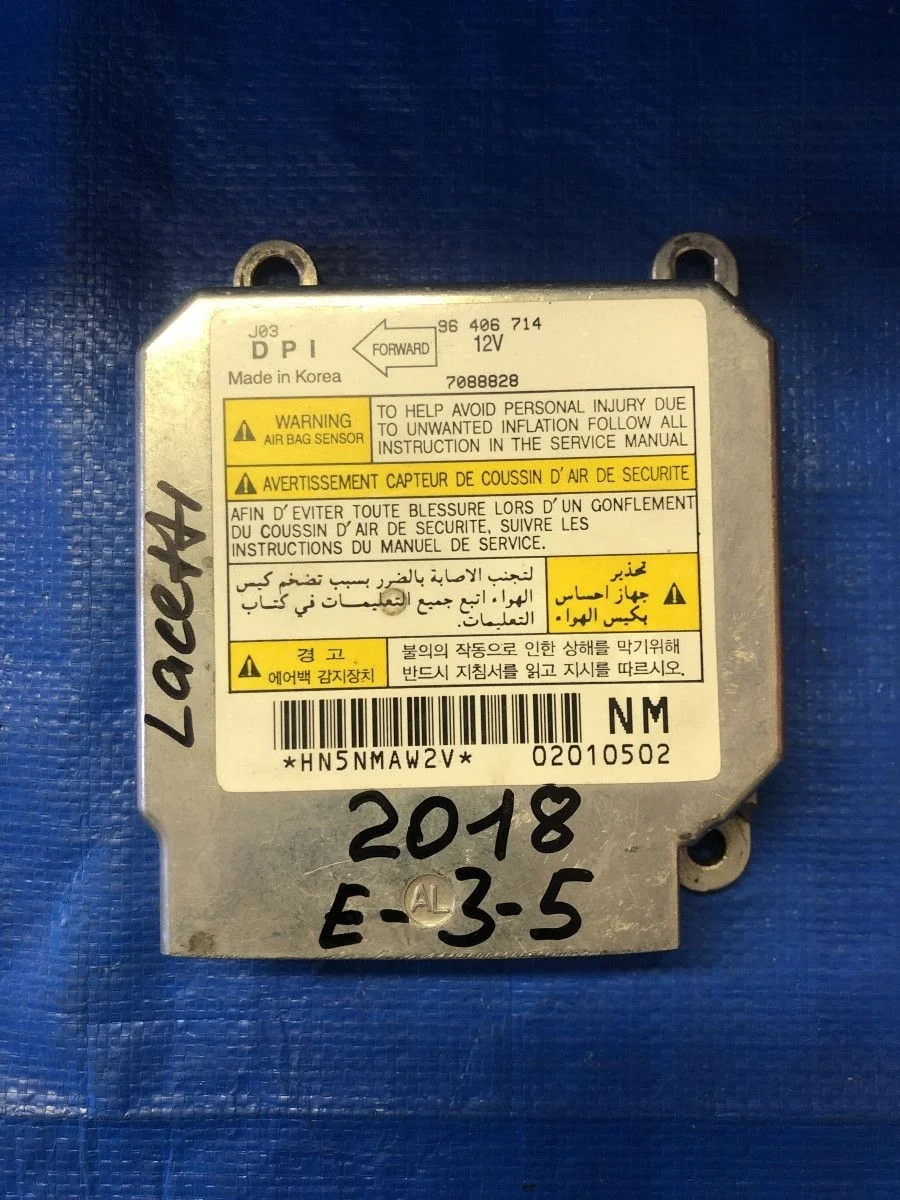 J03
DPI
FORWARD
96 406 714
12V
Made in Korea
7088828
WARNING
AIR BAG SENSOR
TO HELP AVOID PERSONAL INJURY DUE
TO UNWANTED INFLATION FOLLOW ALL
INSTRUCTION IN THE SERVICE MANUAL
AVERTISSEMENT CAPTEUR DE COUSSIN D'AIR DE SECURITE
AFIN D'EVITER TOUTE BLESSURE LORS D'UN GONFLEMENT
DU COUSSIN D'AIR DE SECURITE, SUIVRE LES
INSTRUCTIONS DU MANUEL DE SERVICE.
تحذير
جهاز احساس
بكيس الهواء
لتجنب الاصابة بالضرر بسبب تضخم كيس
الهواء اتبع جميع التعليمات في كتاب
التعليمات.
경 고
에어백 감지장치
불의의 작동으로 인한 상해를 막기위해
반드시 지침서를 읽고 지시를 따르시오.
NM
*HN5NMAW2V*
02010502
Lacetti
2018
E-3-5
AL